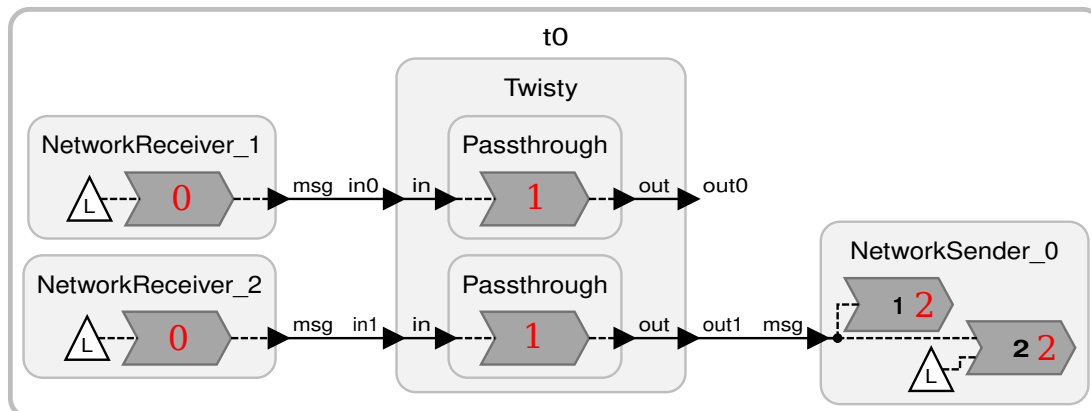 t0
Twisty
NetworkReceiver_1
Passthrough
L
0
msg
in0
in
1
out
out0
NetworkReceiver_2
Passthrough
L
0
msg
in1
in
1
out
out1
msg
NetworkSender_0
1 2
2 2
L